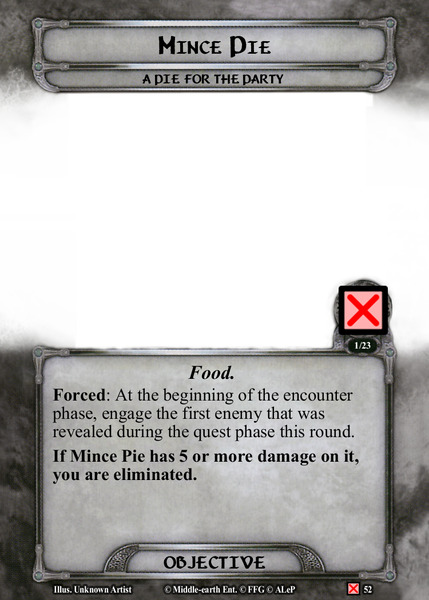 Mince Pie
A Pie for the Party
1/23
Food.
Forced: At the beginning of the encounter
phase, engage the first enemy that was
revealed during the quest phase this round.
If Mince Pie has 5 or more damage on it,
you are eliminated.
OBJECTIVE
Illus. Unknown Artist © Middle-earth Ent. © FFG © ALeP 52